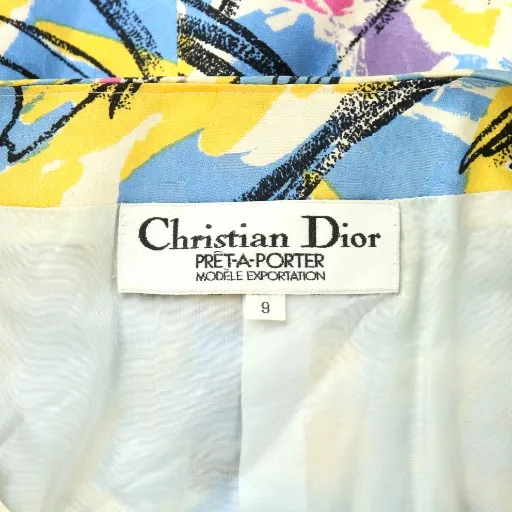 Christian Dior
PRÊT-A-PORTER
MODÈLE EXPORTATION
9